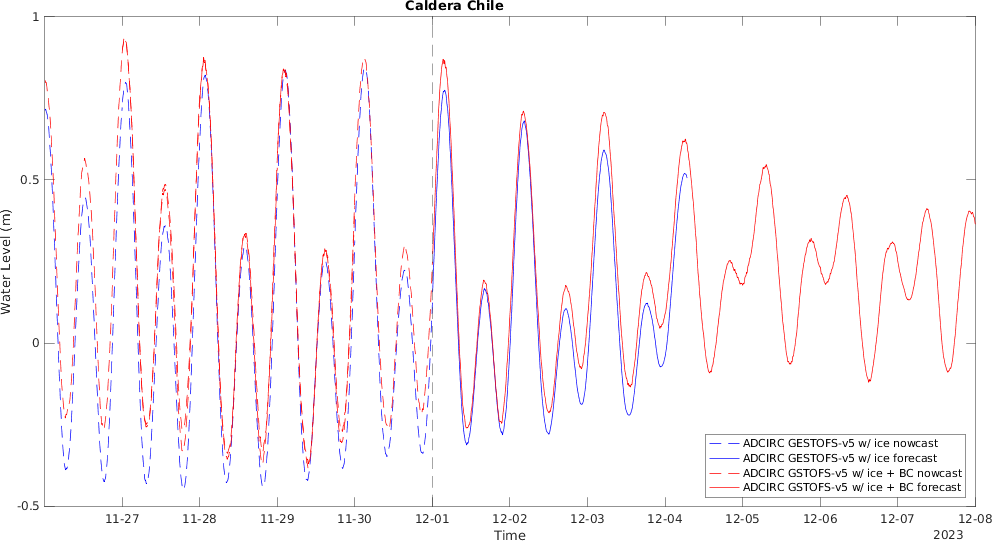 Caldera Chile
1
0.5
0
-0.5
Water Level (m)
11-27 11-28 11-29 11-30 12-01 12-02 12-03 12-04 12-05 12-06 12-07 12-08
Time
2023
ADCIRC GESTOFS-v5 w/ ice nowcast
ADCIRC GESTOFS-v5 w/ ice forecast
ADCIRC GSTOFS-v5 w/ ice + BC nowcast
ADCIRC GSTOFS-v5 w/ ice + BC forecast